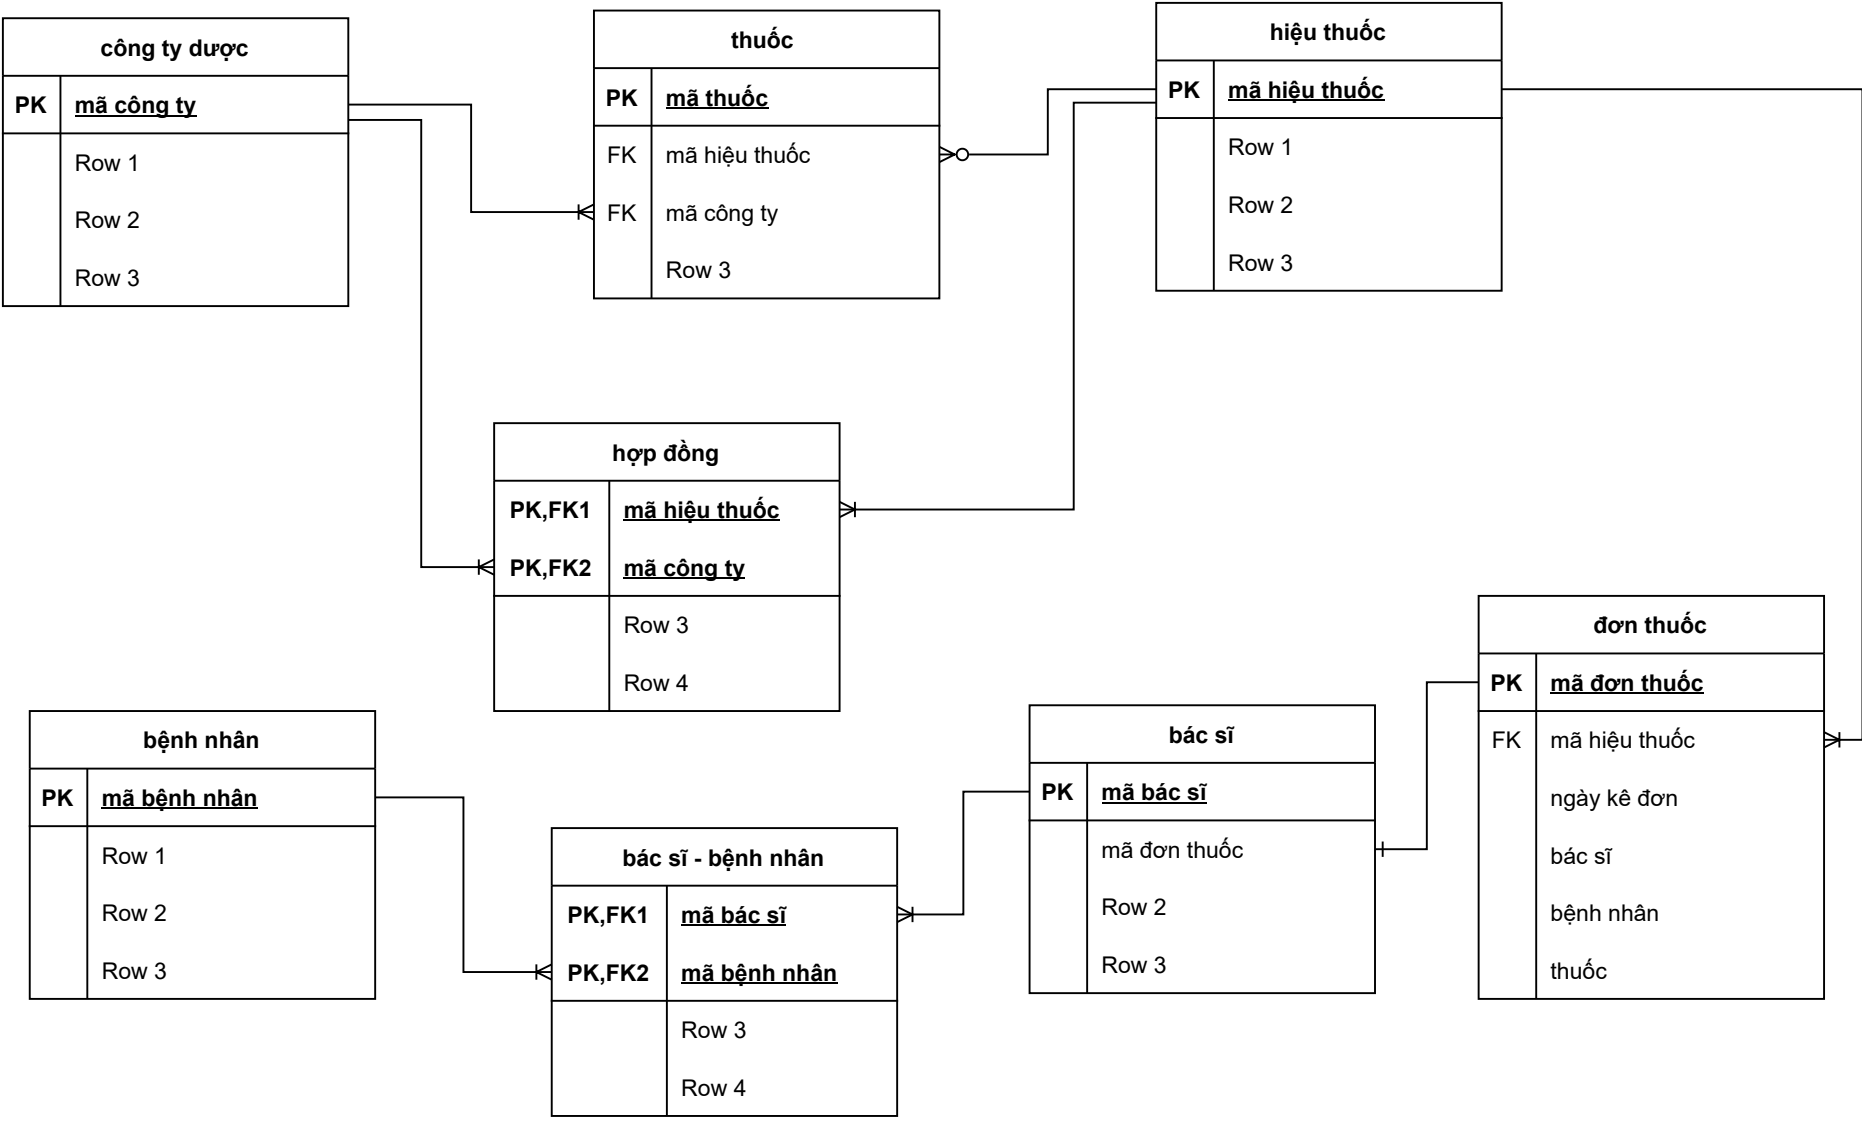 công ty dược
PK mã công ty
Row 1
Row 2
Row 3
thuốc
PK mã thuốc
FK mã hiệu thuốc
FK mã công ty
Row 3
hiệu thuốc
PK mã hiệu thuốc
Row 1
Row 2
Row 3
hợp đồng
PK,FK1 mã hiệu thuốc
PK,FK2 mã công ty
Row 3
Row 4
đơn thuốc
PK mã đơn thuốc
FK mã hiệu thuốc
ngày kê đơn
bác sĩ
bệnh nhân
thuốc
bệnh nhân
PK mã bệnh nhân
Row 1
Row 2
Row 3
bác sĩ - bệnh nhân
PK,FK1 mã bác sĩ
PK,FK2 mã bệnh nhân
Row 3
Row 4
bác sĩ
PK mã bác sĩ
mã đơn thuốc
Row 2
Row 3